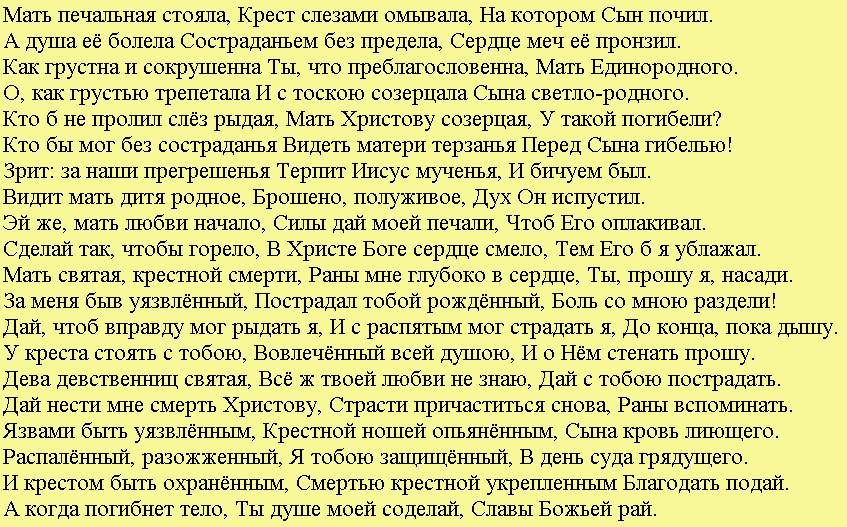 Мать печальная стояла, Крест слезами омывала, На котором Сын почил.
А душа её болела Состраданьем без предела, Сердце меч её пронзил.
Как грустна и сокрушенна Ты, что преблагословенна, Мать Единородного.
О, как грустью трепетала И с тоскою созерцала Сына светло-родного.
Кто б не пролил слёз рыдая, Мать Христову созерцая, У такой погибели?
Кто бы мог без состраданья Видеть матери терзанья Перед Сына гибелью!
Зрит: за наши прегрешенья Терпит Иисус мученья, И бичуем был.
Видит мать дитя родное, Брошено, полуживое, Дух Он испустил.
Эй же, мать любви начало, Силы дай моей печали, Чтоб Его оплакивал.
Сделай так, чтобы горело, В Христе Боге сердце смело, Тем Его б я ублажал.
Мать святая, крестной смерти, Раны мне глубоко в сердце, Ты, прошу я, насади.
За меня быв уязвлённый, Пострадал тобой рождённый, Боль со мною раздели!
Дай, чтоб вправду мог рыдать я, И с распятым мог страдать я, До конца, пока дышу.
У креста стоять с тобою, Вовлечённый всей душою, И о Нём стенать прошу.
Дева девственниц святая, Всё ж твоей любви не знаю, Дай с тобою пострадать.
Дай нести мне смерть Христову, Страсти причаститься снова, Раны вспоминать.
Язвами быть уязвлённым, Крестной ношей опьянённым, Сына кровь лиющего.
Распалённый, разожженный, Я тобою защищённый, В день суда грядущего.
И крестом быть охранённым, Смертью крестной укрепленным Благодать подай.
А когда погибнет тело, Ты душе моей соделай, Славы Божьей рай.